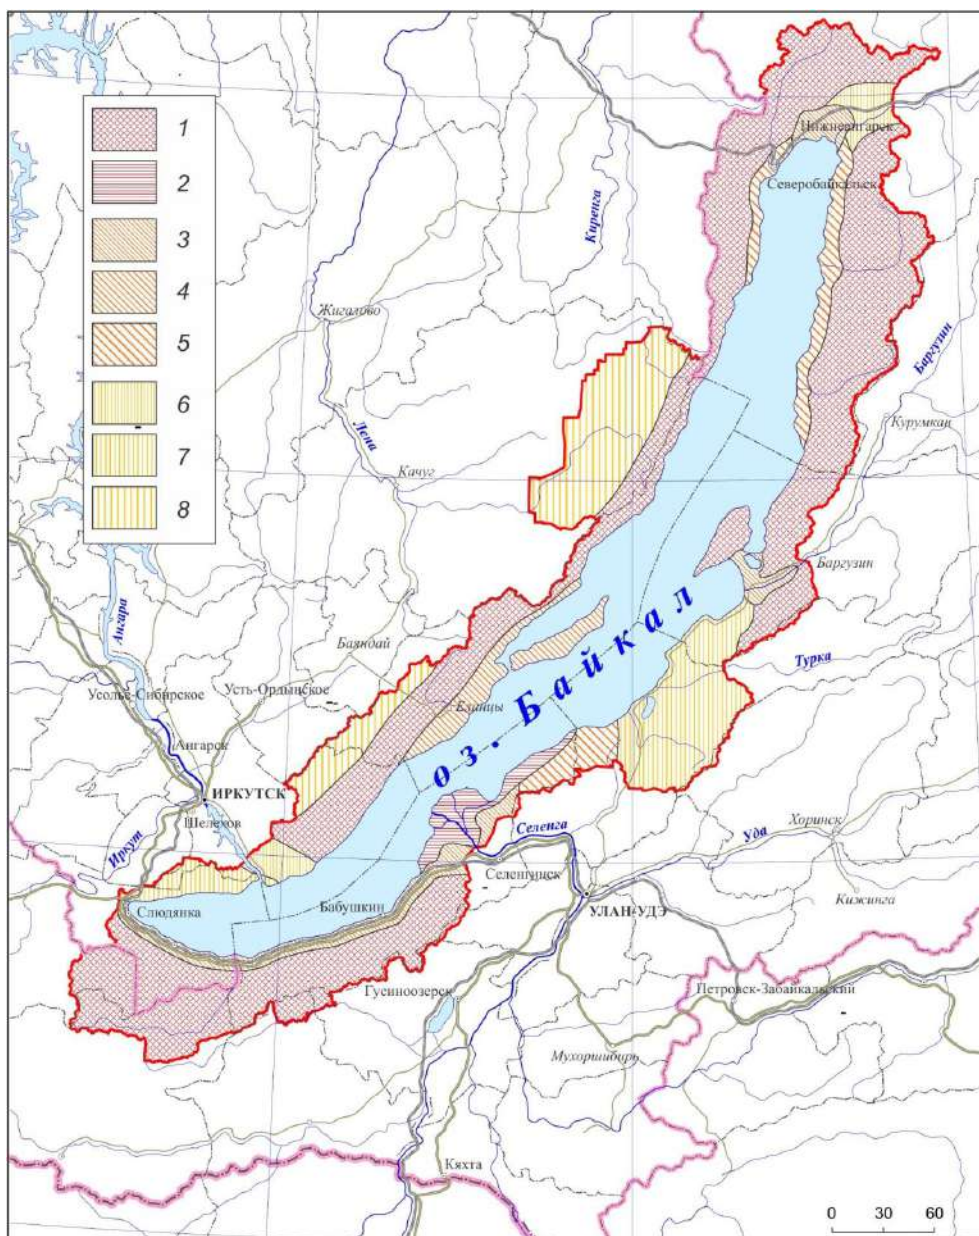 1
2
3
4
5
6
7
8
Нижнеангарск
Северобайкальск
Киренга
Жигалово
Лена
Качуг
Баргузин
Курумкан
Баргузин
Ангара
Баяндай
Турка
Усолье-Сибирское
Усть-Ордынское
Еланцы
оз. Байкал
Ангарск
ИРКУТСК
Шелехов
Иркут
Селенга
Уда
Хоринск
Селенгинск
Кижинга
Слюдянка
Бабушкин
УЛАН-УДЭ
Гусиноозерск
Петровск-Забайкальский
Мухоршибирь
Кяхта
0 30 60